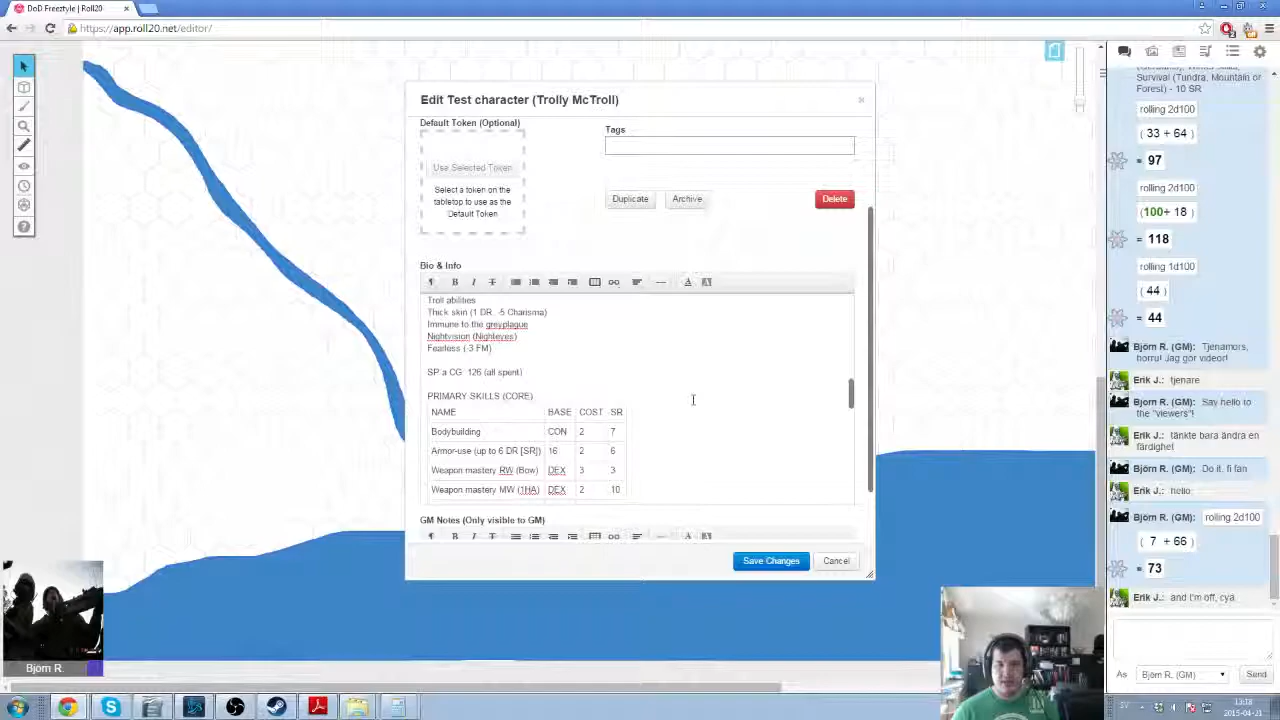 DoD Freestyle | Roll20
https://app.roll20.net/editor/
Edit Test character (Trolly McTroll)
Default Token (Optional)
Use Selected Token
Select a token on the
tabletop to use as the
Default Token
Tags
Duplicate
Archive
Delete
Bio & Info
Troll abilities
Thick skin (1 DR, -5 Charisma)
Immune to the greyplague
Nightvision (Nighteyes)
Fearless (-3 FM)
SP a CG: 126 (all spent)
PRIMARY SKILLS (CORE)
NAME BASE COST SR
Bodybuilding CON 2 7
Armor-use (up to 6 DR [SR]) 16 2 6
Weapon mastery RW (Bow) DEX 3 3
Weapon mastery MW (1HA) DEX 2 10
GM Notes (Only visible to GM)
Save Changes
Cancel
Survival (Tundra, Mountain or
Forest) - 10 SR
rolling 2d100
(33 + 64)
= 97
rolling 2d100
(100+ 18)
= 118
rolling 1d100
(44)
= 44
Björn R. (GM): Tjenamors,
horru! Jag gör videor!
Erik J.: tjenare
Björn R. (GM): Say hello to
the "viewers"!
Erik J.: tänkte bara ändra en
färdighet
Björn R. (GM): Do it, fi fan
Erik J.: hello
Björn R. (GM): rolling 2d100
(7 + 66)
= 73
Erik J.: and I'm off, cya
As Björn R. (GM) Send
Björn R.
SV
2015-04-21